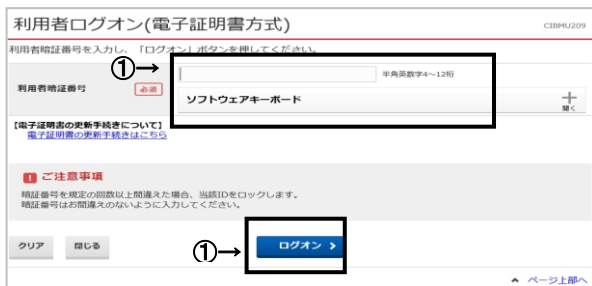 利用者ログオン(電子証明書方式)
CIBMU209
利用者暗証番号を入力し、「ログオン」ボタンを押してください。
①→
半角英数字4～12桁
利用者暗証番号
必須
ソフトウェアキーボード
開く
【電子証明書の更新手続きについて】
電子証明書の更新手続きはこちら
ご注意事項
暗証番号を規定の回数以上間違えた場合、当該IDをロックします。
暗証番号はお間違えのないように入力してください。
クリア
閉じる
①→
ログオン
ページ上部へ